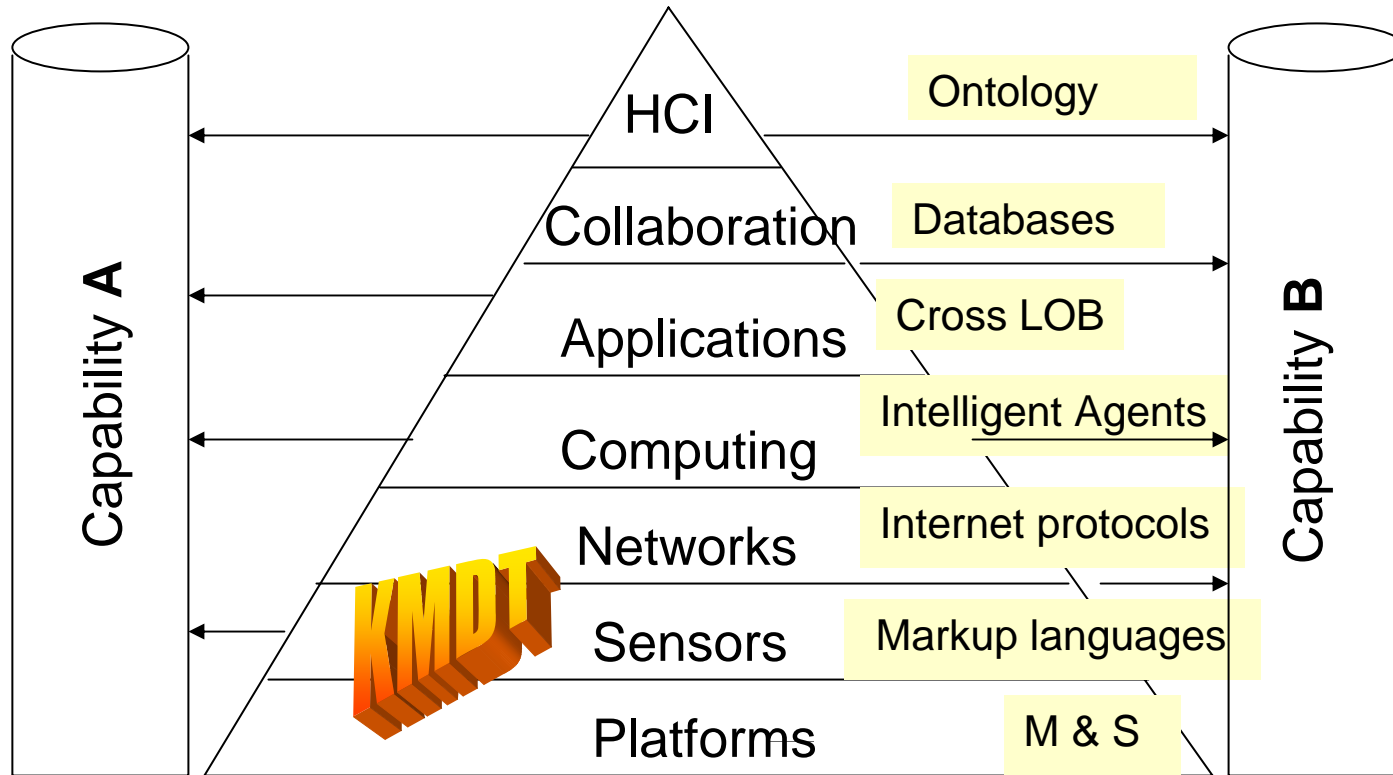 HCI
Ontology
Collaboration
Databases
Capability A
Cross LOB
Applications
Capability B
Intelligent Agents
Computing
Internet protocols
Networks
KMDT
Sensors
Markup languages
Platforms
M & S